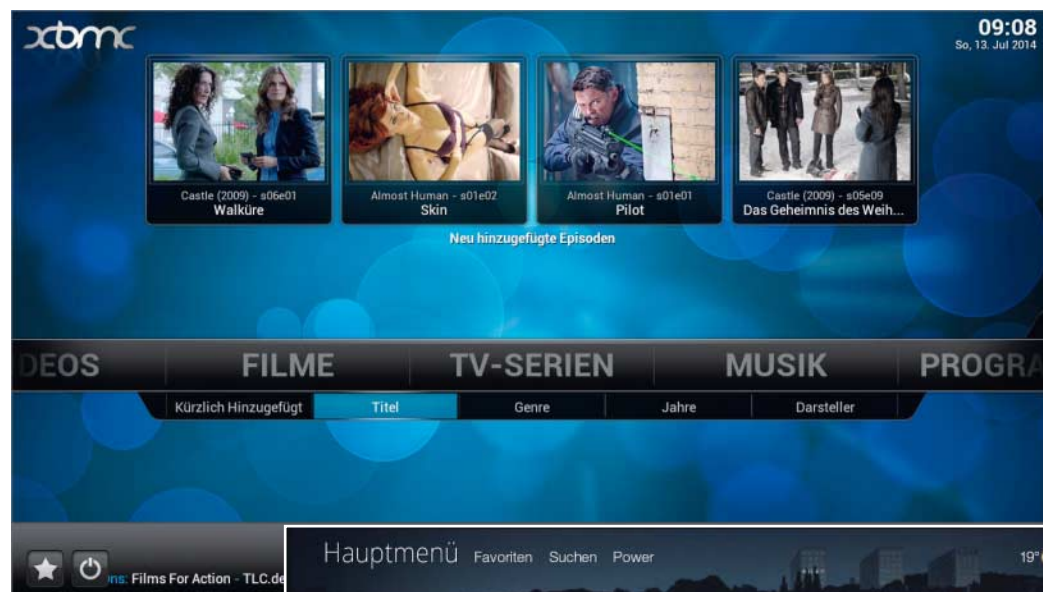 xbmc
09:08
So, 13. Jul 2014
Castle (2009) - s06e01
Walküre
Almost Human - s01e02
Skin
Almost Human - s01e01
Pilot
Castle (2009) - s05e09
Das Geheimnis des Weih...
Neu hinzugefügte Episoden
DEOS FILME TV-SERIEN MUSIK PROGRA
Kürzlich Hinzugefügt Titel Genre Jahre Darsteller
Hauptmenü Favoriten Suchen Power 19°
ns: Films For Action - TLC.de